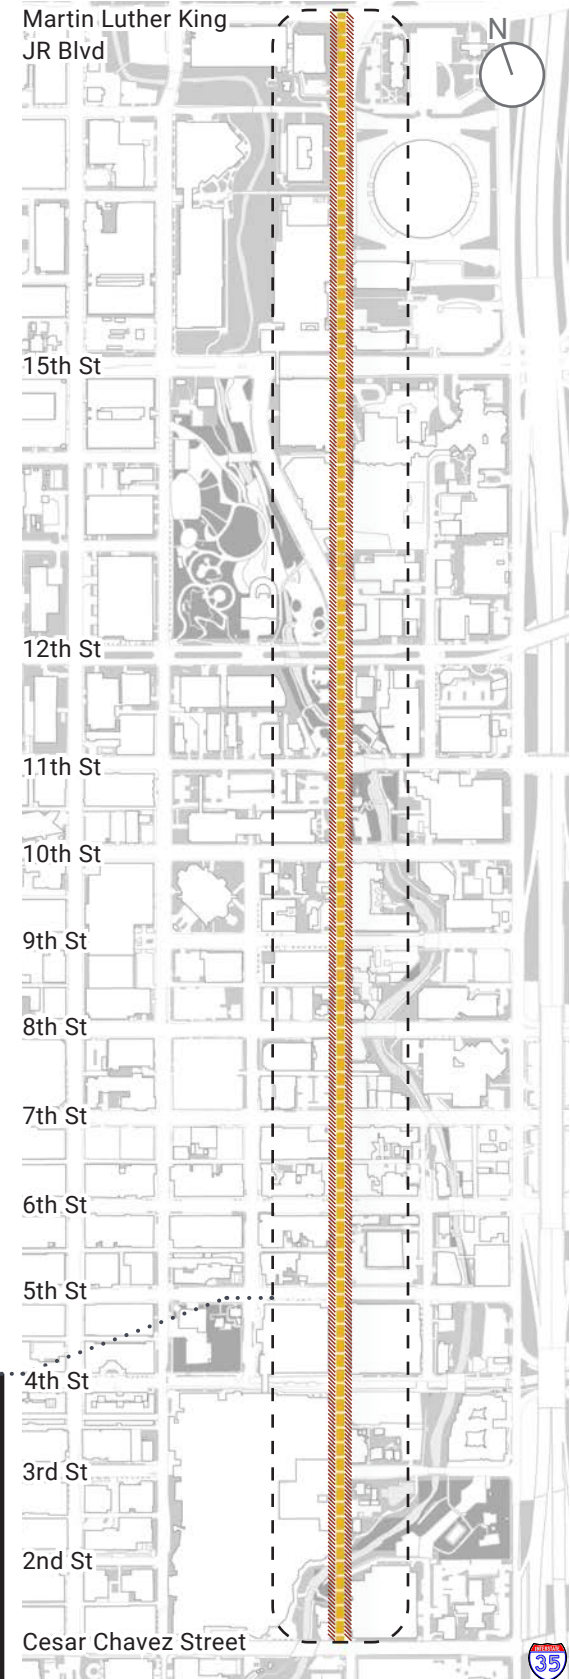 Martin Luther King
JR Blvd
N
15th St
12th St
11th St
10th St
9th St
8th St
7th St
6th St
5th St
4th St
3rd St
2nd St
Cesar Chavez Street
INTERSTATE
35